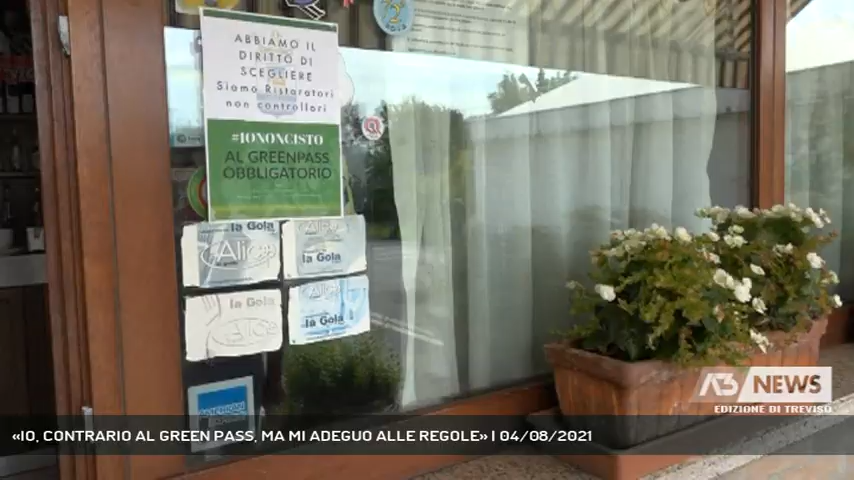 ABBIAMO IL
DIRITTO DI
SCEGLIERE
Siamo Ristoratori
non controllori
#IONONCISTO
AL GREENPASS
OBBLIGATORIO
la Gola
Alice
la Gola
la Gola
Alice
la Gola
AMERICAN
A3 NEWS
EDIZIONE DI TREVISO
«IO, CONTRARIO AL GREEN PASS, MA MI ADEGUO ALLE REGOLE» | 04/08/2021